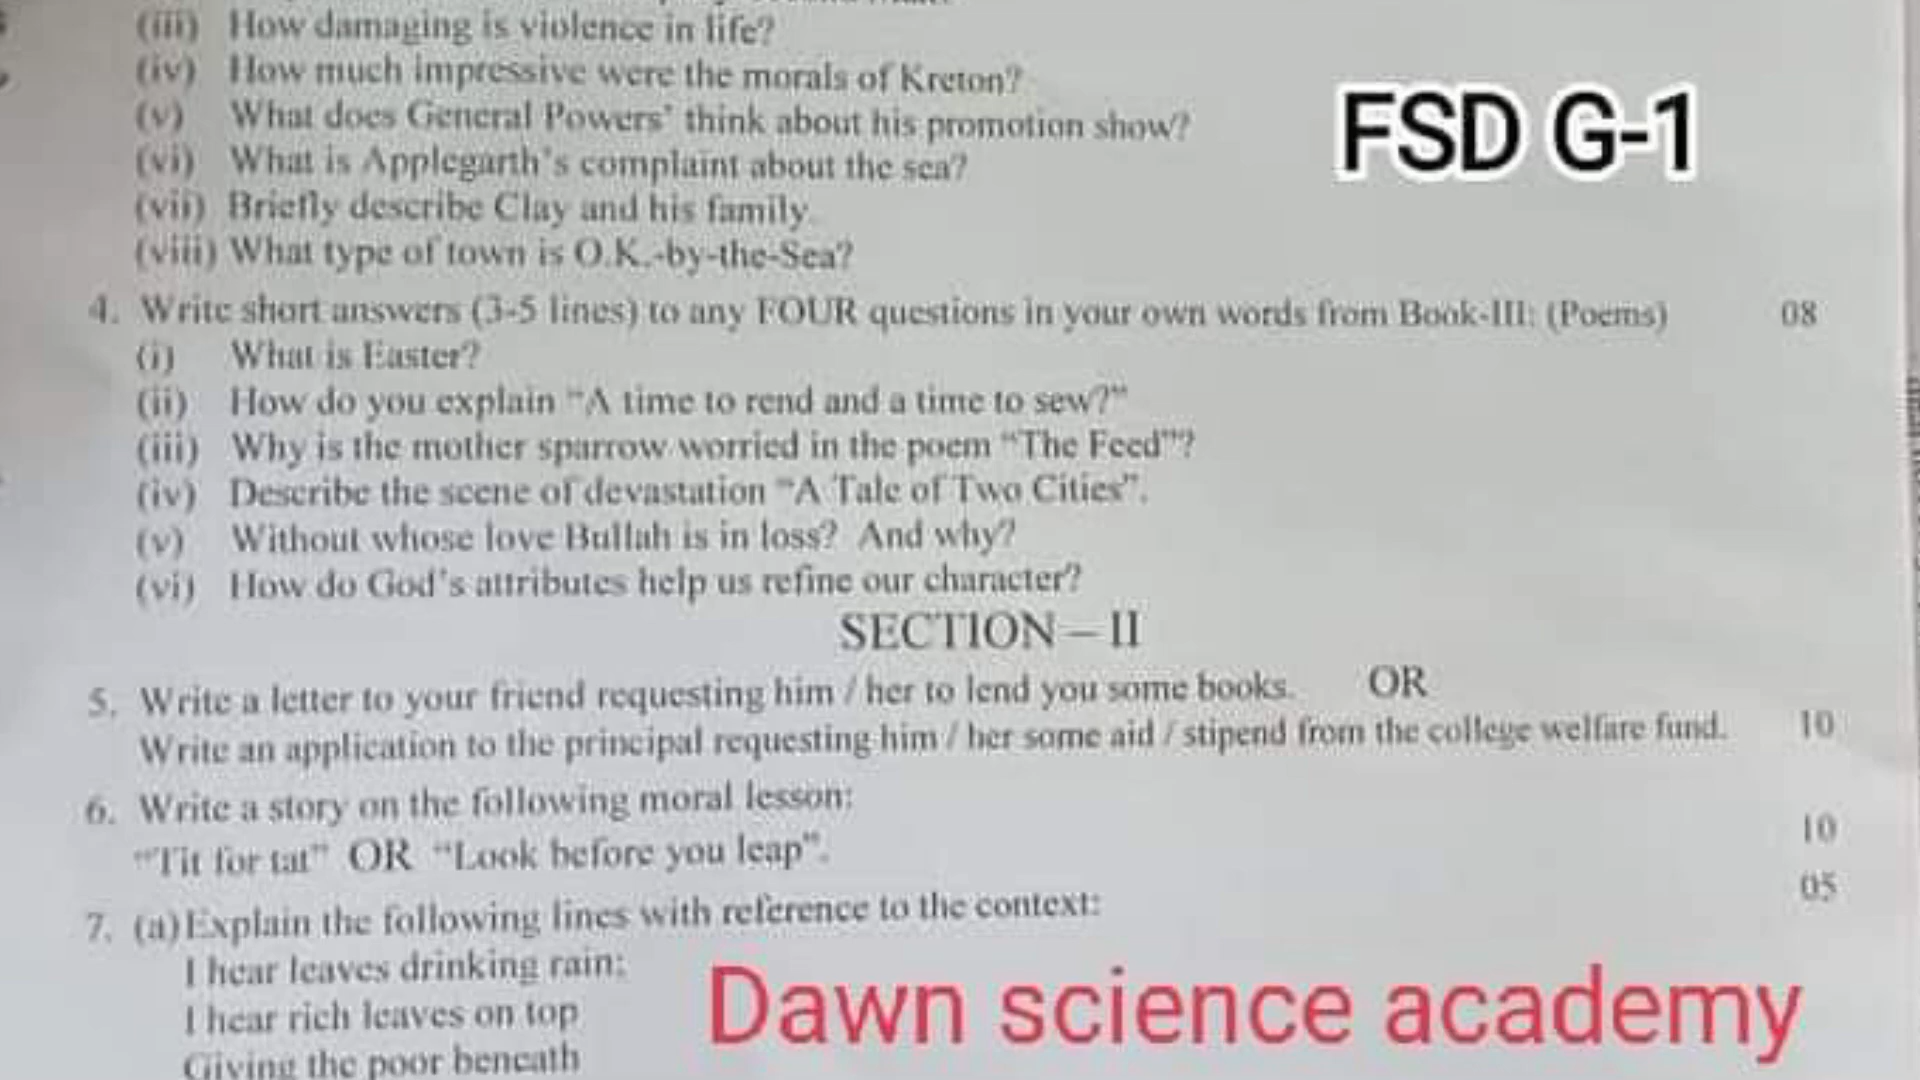 (iii) How damaging is violence in life?
(iv) How much impressive were the morals of Kreton?
(v) What does General Powers' think about his promotion show?
(vi) What is Applegarth's complaint about the sea?
(vii) Briefly describe Clay and his family.
(viii) What type of town is O.K.-by-the-Sea?
FSD G-1
4. Write short answers (3-5 lines) to any FOUR questions in your own words from Book-III: (Poems) 08
(i) What is Easter?
(ii) How do you explain "A time to rend and a time to sew?"
(iii) Why is the mother sparrow worried in the poem "The Feed"?
(iv) Describe the scene of devastation "A Tale of Two Cities".
(v) Without whose love Bullah is in loss? And why?
(vi) How do God's attributes help us refine our character?
SECTION – II
5. Write a letter to your friend requesting him / her to lend you some books. OR
Write an application to the principal requesting him / her some aid / stipend from the college welfare fund. 10
6. Write a story on the following moral lesson:
"Tit for tat" OR "Look before you leap". 10
7. (a) Explain the following lines with reference to the context: 05
I hear leaves drinking rain;
I hear rich leaves on top
Giving the poor beneath
Dawn science academy